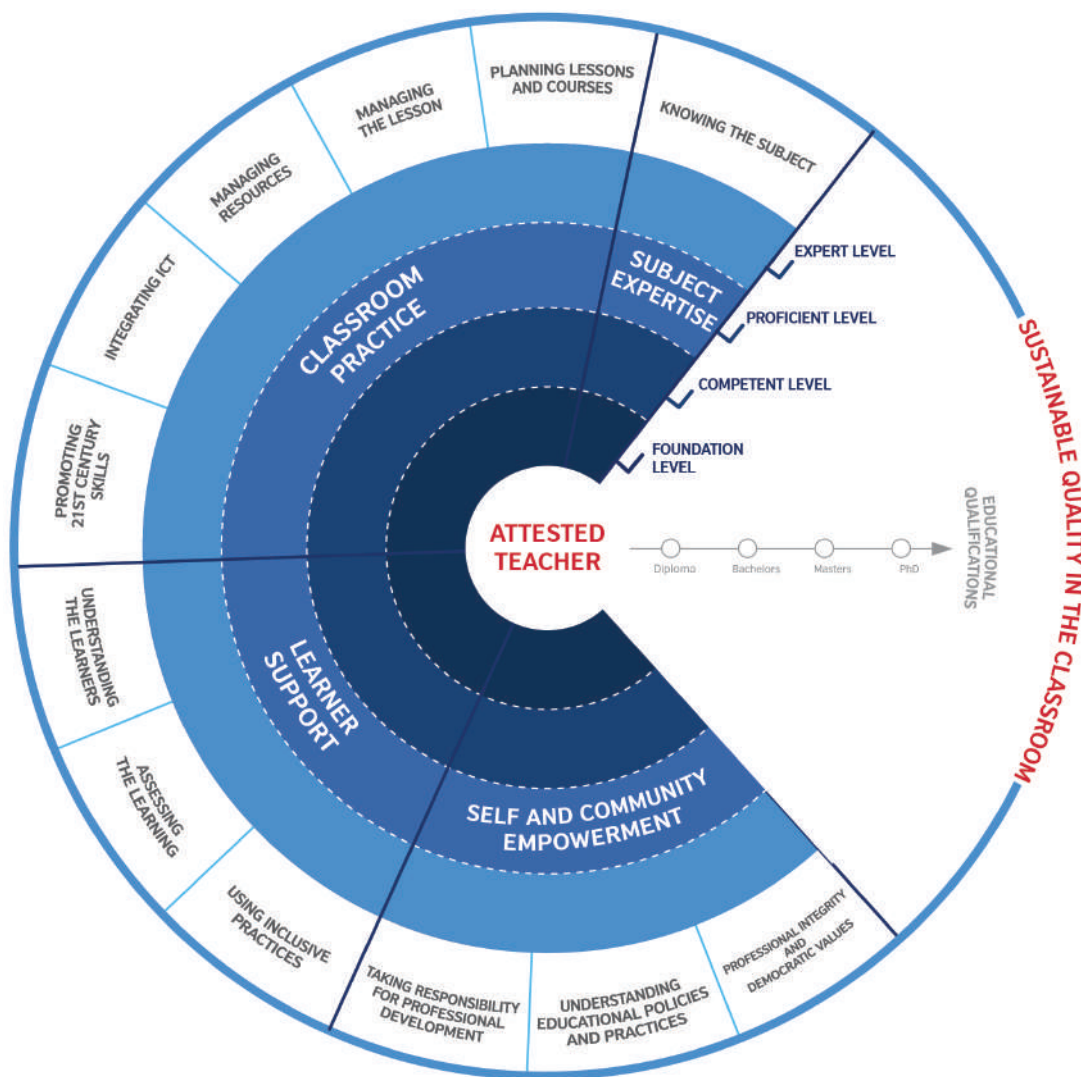 PLANNING LESSONS
AND COURSES
KNOWING THE SUBJECT
MANAGING
THE LESSON
MANAGING
RESOURCES
INTEGRATING ICT
PROMOTING
21ST CENTURY
SKILLS
UNDERSTANDING
THE LEARNERS
ASSESSING
THE LEARNING
USING INCLUSIVE
PRACTICES
TAKING RESPONSIBILITY
FOR PROFESSIONAL
DEVELOPMENT
UNDERSTANDING
EDUCATIONAL POLICIES
AND PRACTICES
PROFESSIONAL INTEGRITY
AND
DEMOCRATIC VALUES
CLASSROOM
PRACTICE
SUBJECT
EXPERTISE
LEARNER
SUPPORT
SELF AND COMMUNITY
EMPOWERMENT
EXPERT LEVEL
PROFICIENT LEVEL
COMPETENT LEVEL
FOUNDATION
LEVEL
ATTESTED
TEACHER
Diploma
Bachelors
Masters
PhD
EDUCATIONAL
QUALIFICATIONS
SUSTAINABLE QUALITY IN THE CLASSROOM